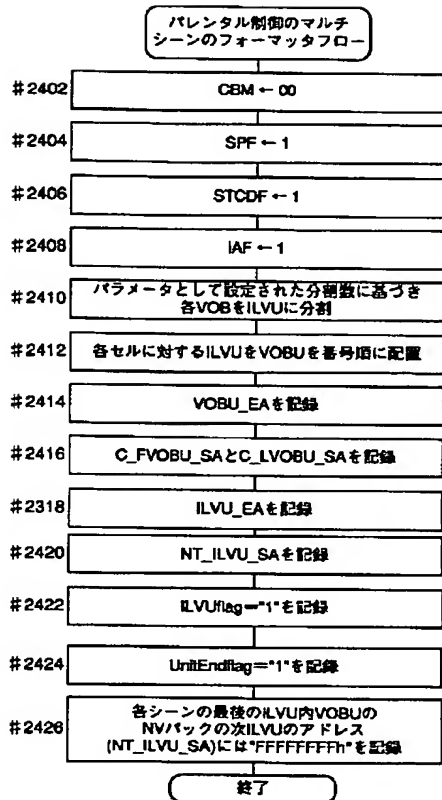 パレンタル制御のマルチ
シーンのフォーマッタフロー
#2402
CBM ← 00
#2404
SPF ← 1
#2406
STCDF ← 1
#2408
IAF ← 1
#2410
パラメータとして設定された分割数に基づき
各VOBをILVUに分割
#2412
各セルに対するILVUをVOBUを番号順に配置
#2414
VOBU_EAを記録
#2416
C_FVOBU_SAとC_LVOBU_SAを記録
#2318
ILVU_EAを記録
#2420
NT_ILVU_SAを記録
#2422
ILVUflag="1"を記録
#2424
UnitEndflag="1"を記録
#2426
各シーンの最後のILVU内VOBUの
NVパックの次ILVUのアドレス
(NT_ILVU_SA)には"FFFFFFFFh"を記録
終了